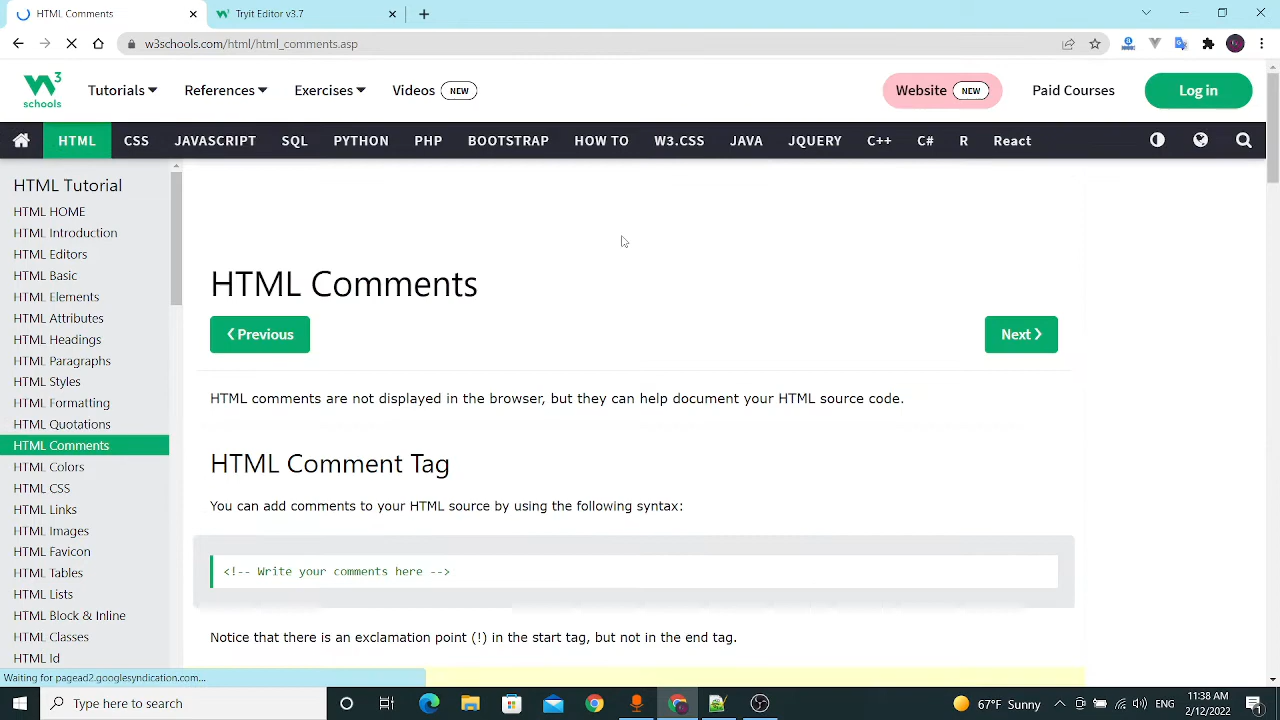 HTML Comments
Tryit Editor v3.7
w3schools.com/html/html_comments.asp
W3 schools
Tutorials
References
Exercises
Videos NEW
Website NEW
Paid Courses
Log in
HTML
CSS
JAVASCRIPT
SQL
PYTHON
PHP
BOOTSTRAP
HOW TO
W3.CSS
JAVA
JQUERY
C++
C#
R
React
HTML Tutorial
HTML HOME
HTML Introduction
HTML Editors
HTML Basic
HTML Elements
HTML Attributes
HTML Headings
HTML Paragraphs
HTML Styles
HTML Formatting
HTML Quotations
HTML Comments
HTML Colors
HTML CSS
HTML Links
HTML Images
HTML Favicon
HTML Tables
HTML Lists
HTML Block & Inline
HTML Classes
HTML Id
HTML Comments
❮ Previous
Next ❯
HTML comments are not displayed in the browser, but they can help document your HTML source code.
HTML Comment Tag
You can add comments to your HTML source by using the following syntax:
<!-- Write your comments here -->
Notice that there is an exclamation point (!) in the start tag, but not in the end tag.
Waiting for pagead2.googlesyndication.com...
Type here to search
67°F Sunny
ENG
11:38 AM
2/12/2022